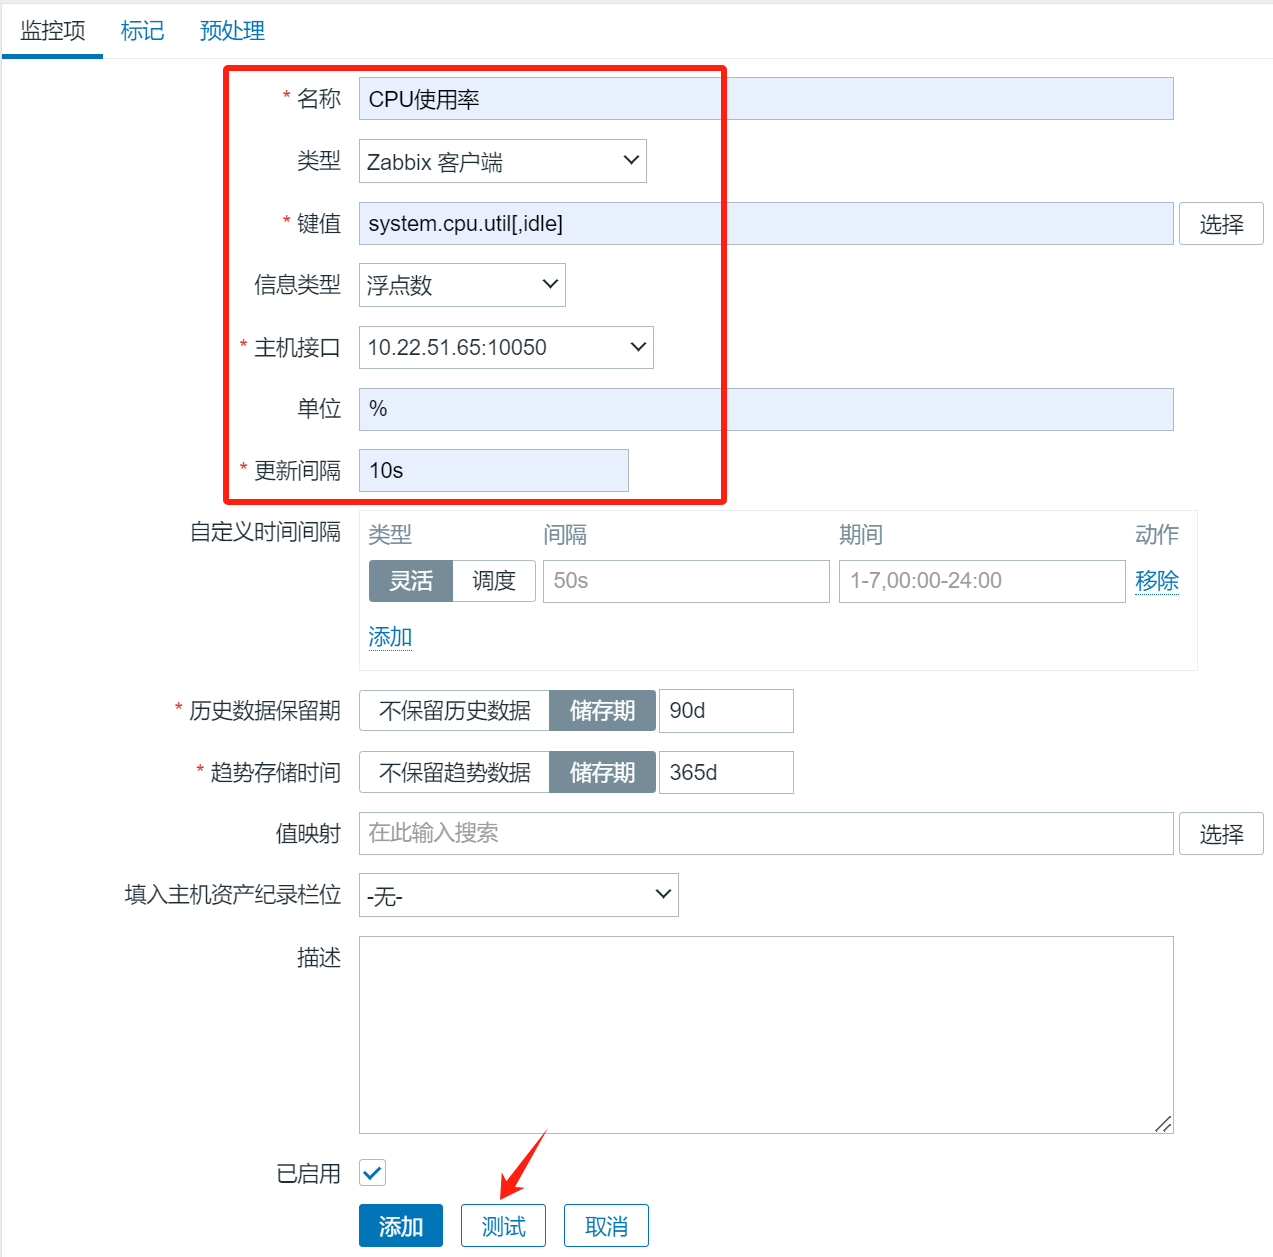 监控项 标记 预处理
* 名称 CPU使用率
类型 Zabbix 客户端
* 键值 system.cpu.util[,idle] 选择
信息类型 浮点数
* 主机接口 10.22.51.65:10050
单位 %
* 更新间隔 10s
自定义时间间隔 类型 间隔 期间 动作
灵活 调度 50s 1-7,00:00-24:00 移除
添加
* 历史数据保留期 不保留历史数据 储存期 90d
* 趋势存储时间 不保留趋势数据 储存期 365d
值映射 在此输入搜索 选择
填入主机资产纪录栏位 -无-
描述
已启用
添加 测试 取消